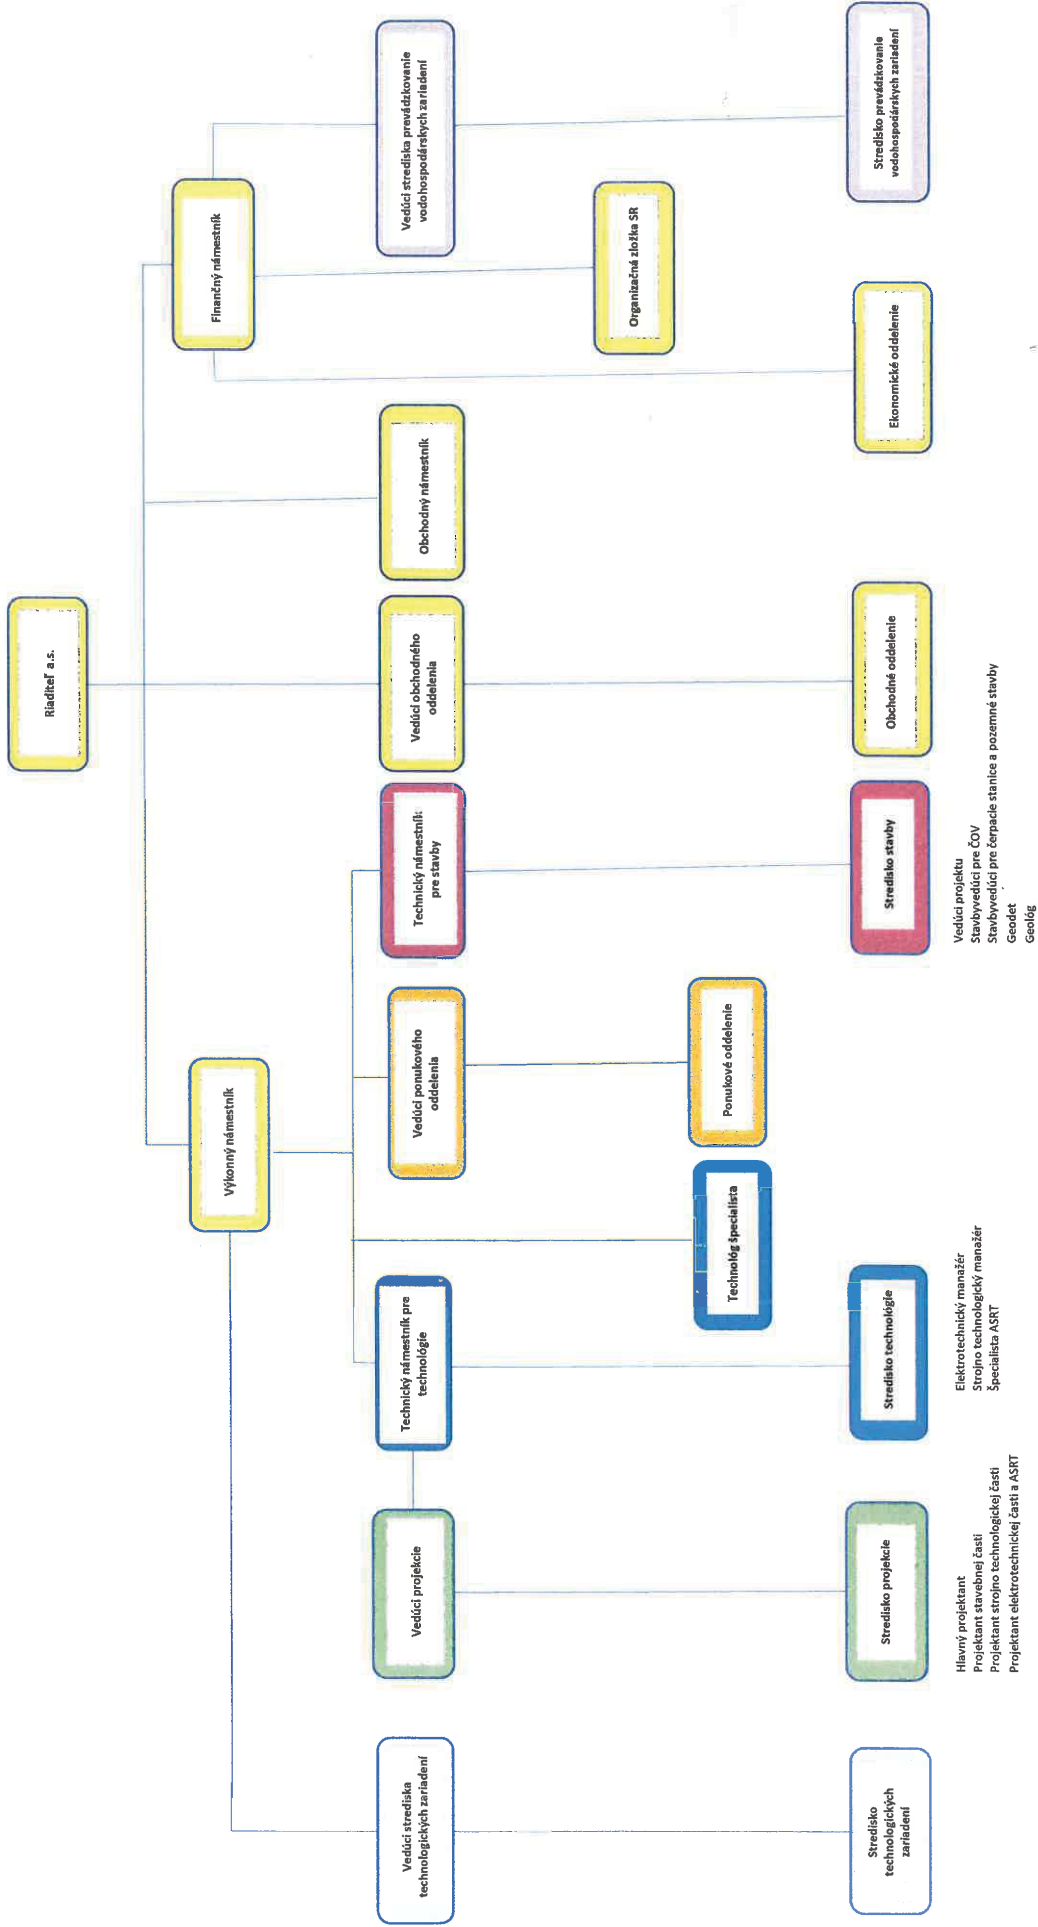 Riaditeľ a.s.
Výkonný námestník
Finančný námestník
Vedúci strediska
technologických zariadení
Vedúci projekcie
Technický námestník pre
technológie
Vedúci ponukového
oddelenia
Technický námestník
pre stavby
Vedúci obchodného
oddelenia
Obchodný námestník
Vedúci strediska prevádzkovanie
vodohospodárskych zariadení
Technológ špecialista
Ponukové oddelenie
Organizačná zložka SR
Stredisko
technologických
zariadení
Stredisko projekcie
Stredisko technológie
Stredisko stavby
Obchodné oddelenie
Ekonomické oddelenie
Stredisko prevádzkovanie
vodohospodárskych zariadení
Hlavný projektant
Projektant stavebnej časti
Projektant strojno technologickej časti
Projektant elektrotechnickej časti a ASRT
Elektrotechnický manažér
Strojno technologický manažér
Špecialista ASRT
Vedúci projektu
Stavbyvedúci pre ČOV
Stavbyvedúci pre čerpacie stanice a pozemné stavby
Geodet
Geológ